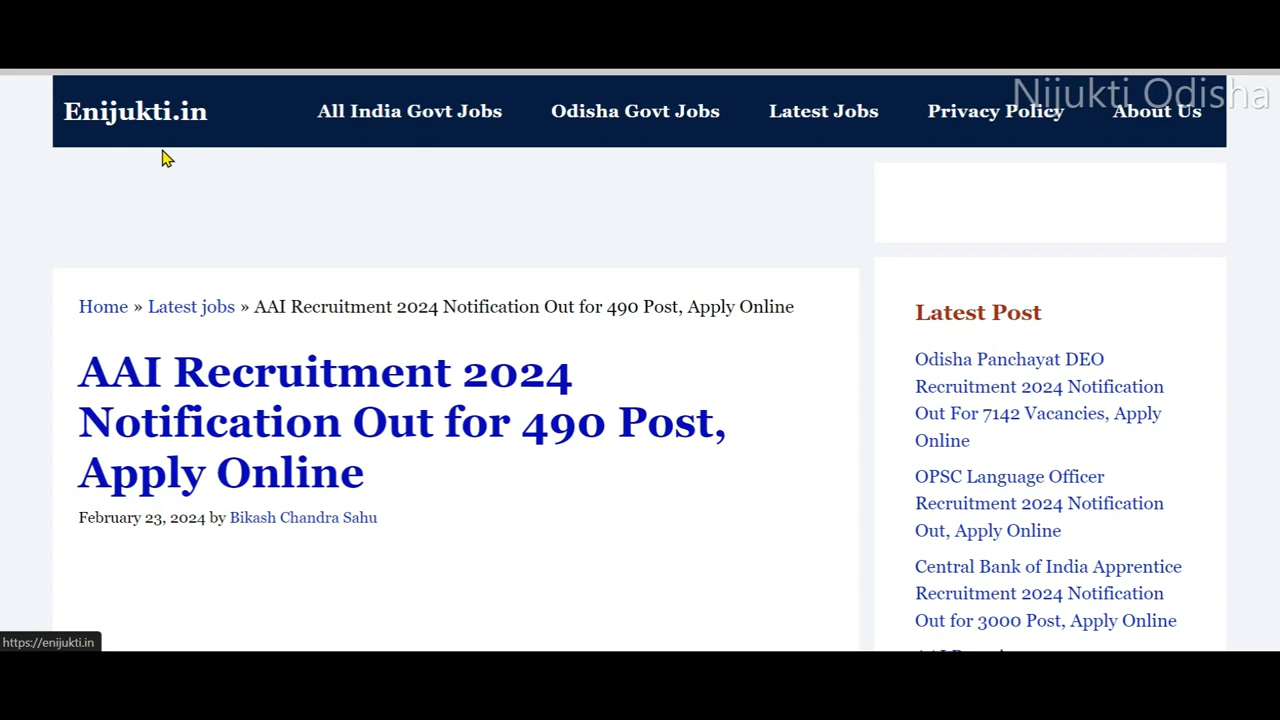 Nijukti Odisha
Enijukti.in
All India Govt Jobs
Odisha Govt Jobs
Latest Jobs
Privacy Policy
About Us
Home » Latest jobs » AAI Recruitment 2024 Notification Out for 490 Post, Apply Online
AAI Recruitment 2024
Notification Out for 490 Post,
Apply Online
February 23, 2024 by Bikash Chandra Sahu
Latest Post
Odisha Panchayat DEO
Recruitment 2024 Notification
Out For 7142 Vacancies, Apply
Online
OPSC Language Officer
Recruitment 2024 Notification
Out, Apply Online
Central Bank of India Apprentice
Recruitment 2024 Notification
Out for 3000 Post, Apply Online
https://enijukti.in